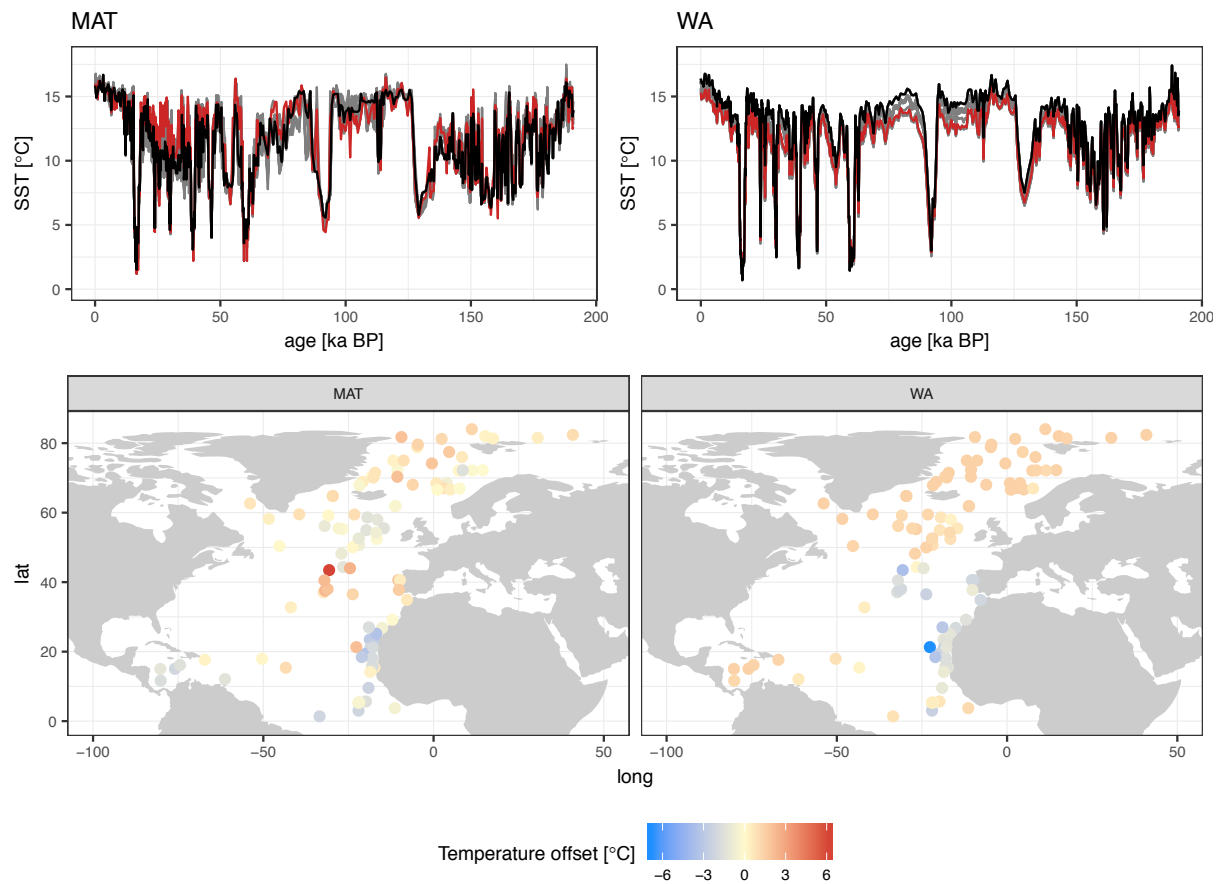 MAT WA
SST [°C]
15
10
5
0
0 50 100 150 200
age [ka BP]
SST [°C]
15
10
5
0
0 50 100 150 200
age [ka BP]
MAT WA
lat
80
60
40
20
0
−100 −50 0 50 −100 −50 0 50
long
Temperature offset [°C]
−6 −3 0 3 6